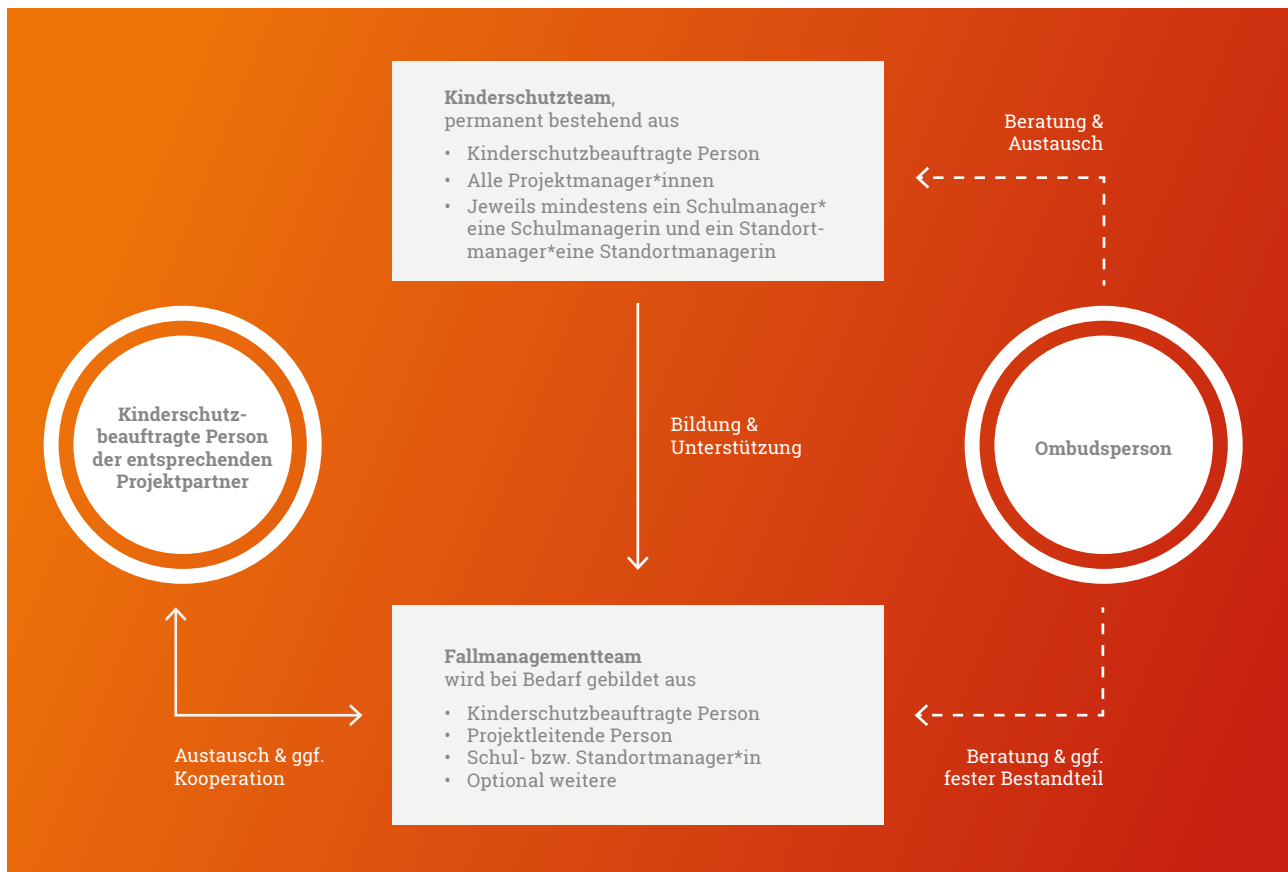 Kinderschutzteam,
permanent bestehend aus
• Kinderschutzbeauftragte Person
• Alle Projektmanager*innen
• Jeweils mindestens ein Schulmanager*
eine Schulmanagerin und ein Standort-
manager*eine Standortmanagerin
Beratung &
Austausch
Kinderschutz-
beauftragte Person
der entsprechenden
Projektpartner
Bildung &
Unterstützung
Ombudsperson
Fallmanagementteam
wird bei Bedarf gebildet aus
• Kinderschutzbeauftragte Person
• Projektleitende Person
• Schul- bzw. Standortmanager*in
• Optional weitere
Austausch & ggf.
Kooperation
Beratung & ggf.
fester Bestandteil